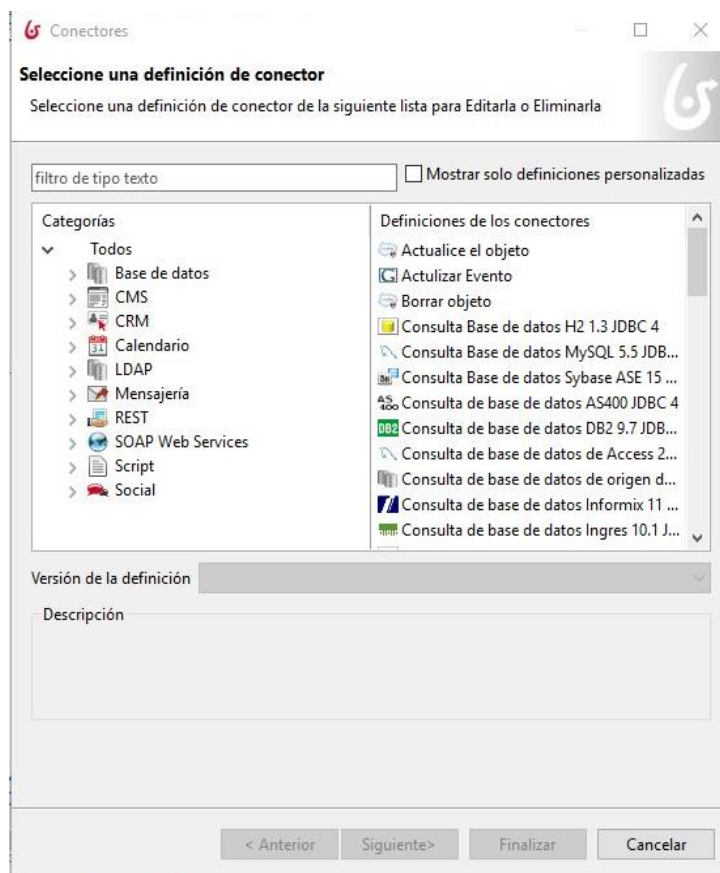 Conectores
Seleccione una definición de conector
Seleccione una definición de conector de la siguiente lista para Editarla o Eliminarla
filtro de tipo texto
Mostrar solo definiciones personalizadas
Categorías
Todos
Base de datos
CMS
CRM
Calendario
LDAP
Mensajería
REST
SOAP Web Services
Script
Social
Definiciones de los conectores
Actualice el objeto
Actulizar Evento
Borrar objeto
Consulta Base de datos H2 1.3 JDBC 4
Consulta Base de datos MySQL 5.5 JDB...
Consulta Base de datos Sybase ASE 15 ...
Consulta de base de datos AS400 JDBC 4
Consulta de base de datos DB2 9.7 JDB...
Consulta de base de datos de Access 2...
Consulta de base de datos de origen d...
Consulta de base de datos Informix 11 ...
Consulta de base de datos Ingres 10.1 J...
Versión de la definición
Descripción
< Anterior
Siguiente>
Finalizar
Cancelar